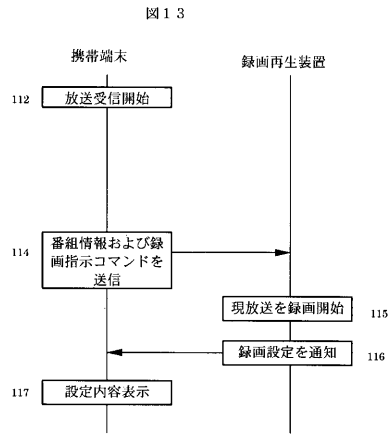 図１３
携帯端末
録画再生装置
112
放送受信開始
114
番組情報および録
画指示コマンドを
送信
現放送を録画開始
115
録画設定を通知
116
117
設定内容表示